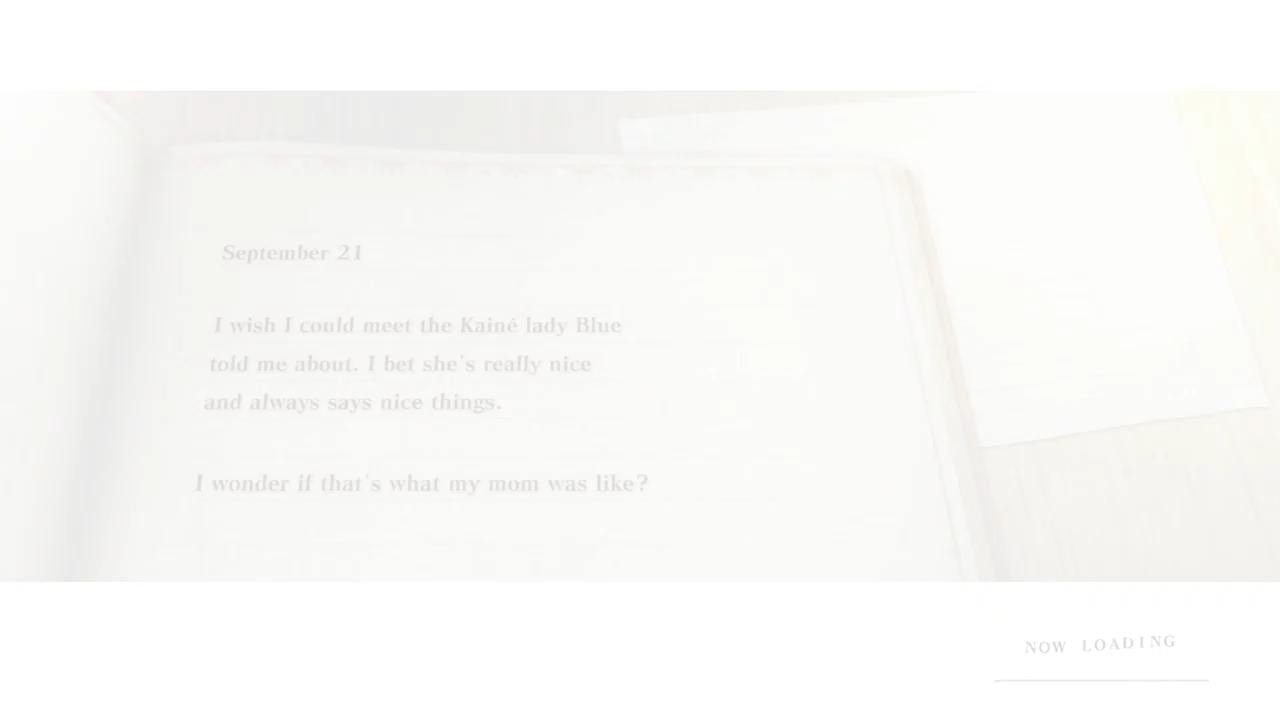 September 21
I wish I could meet the Kainé lady Blue
told me about. I bet she's really nice
and always says nice things.
I wonder if that's what my mom was like?
NOW LOADING